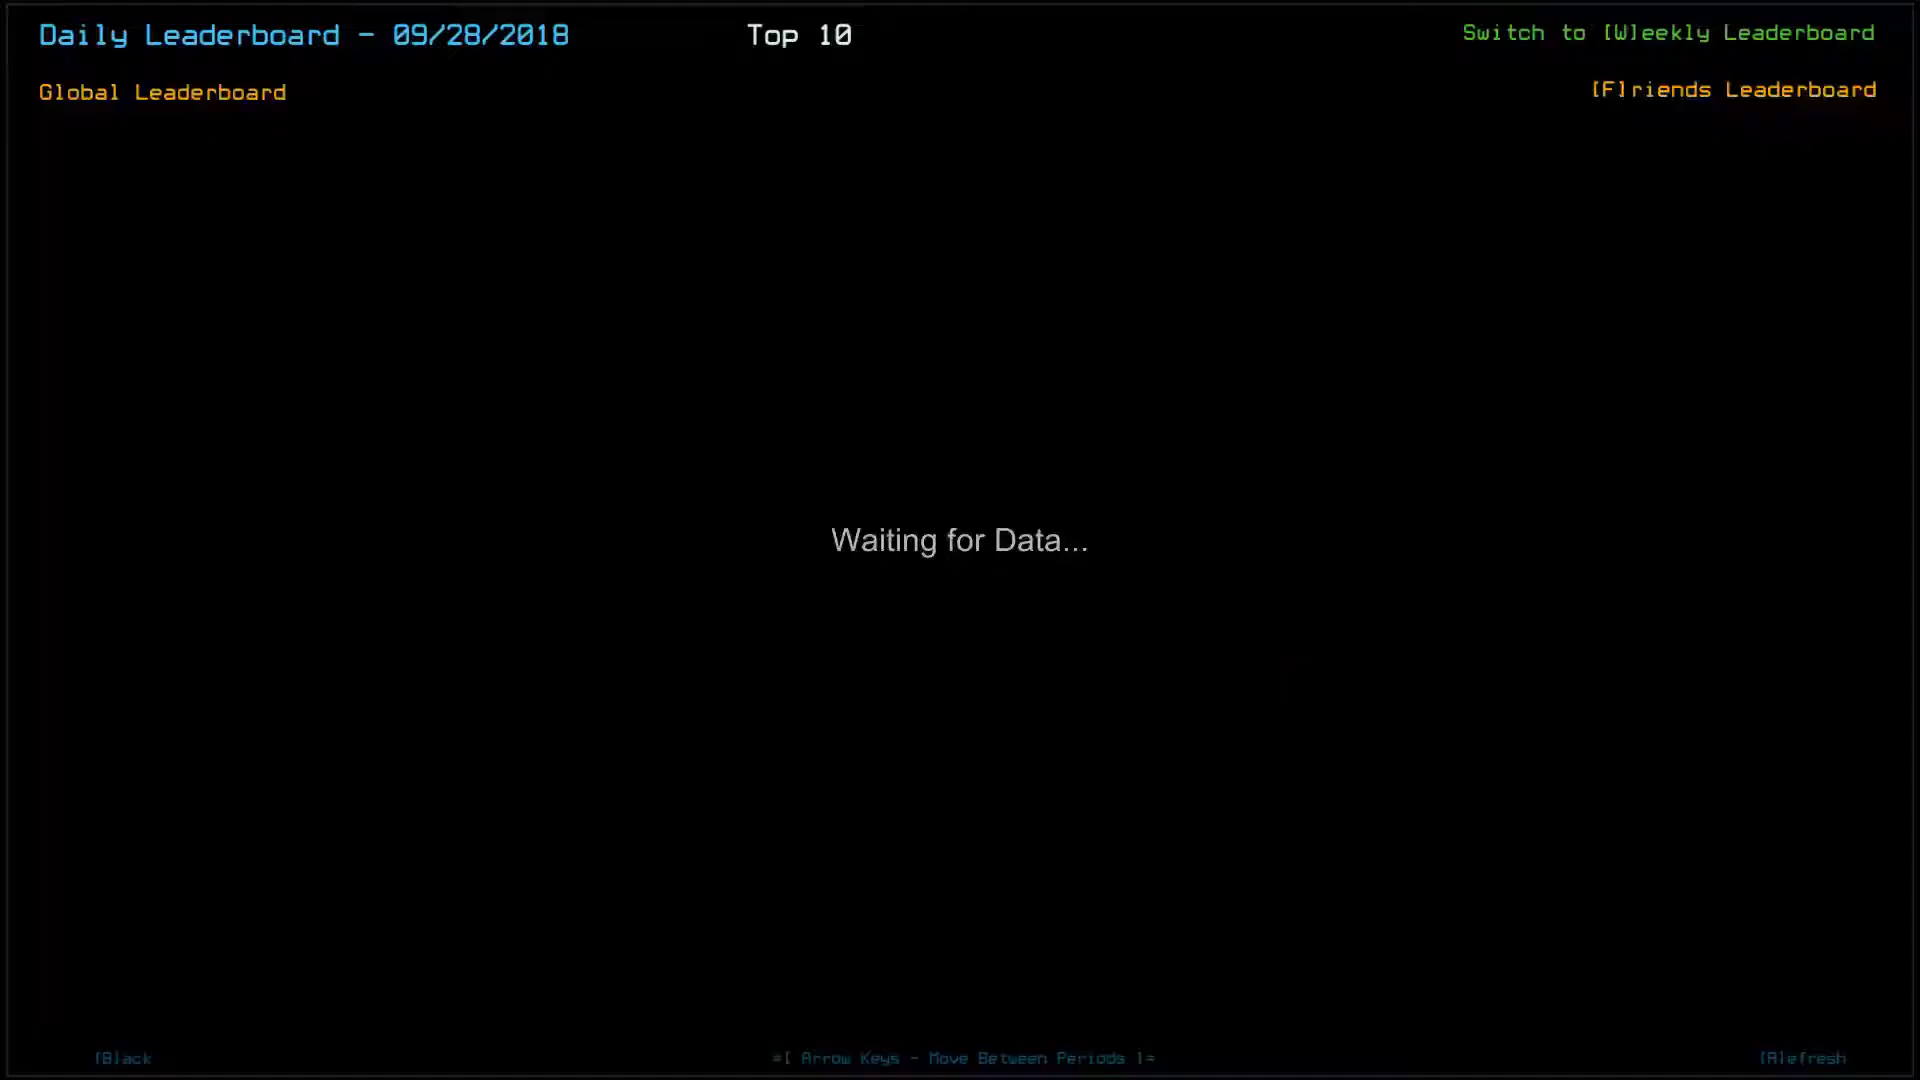 Daily Leaderboard - 09/28/2018
Top 10
Switch to [W]eekly Leaderboard
Global Leaderboard
[F]riends Leaderboard
Waiting for Data...
[B]ack
=[ Arrow Keys - Move Between Periods ]=
[R]efresh